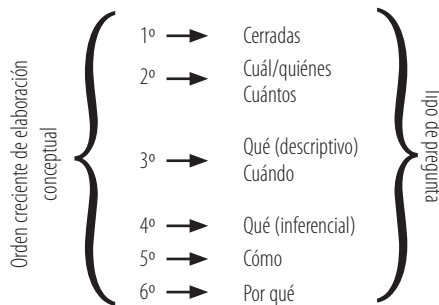 Orden creciente de elaboración
conceptual
1º Cerradas
2º Cuál/quiénes
Cuántos
3º Qué (descriptivo)
Cuándo
4º Qué (inferencial)
5º Cómo
6º Por qué
Tipo de pregunta